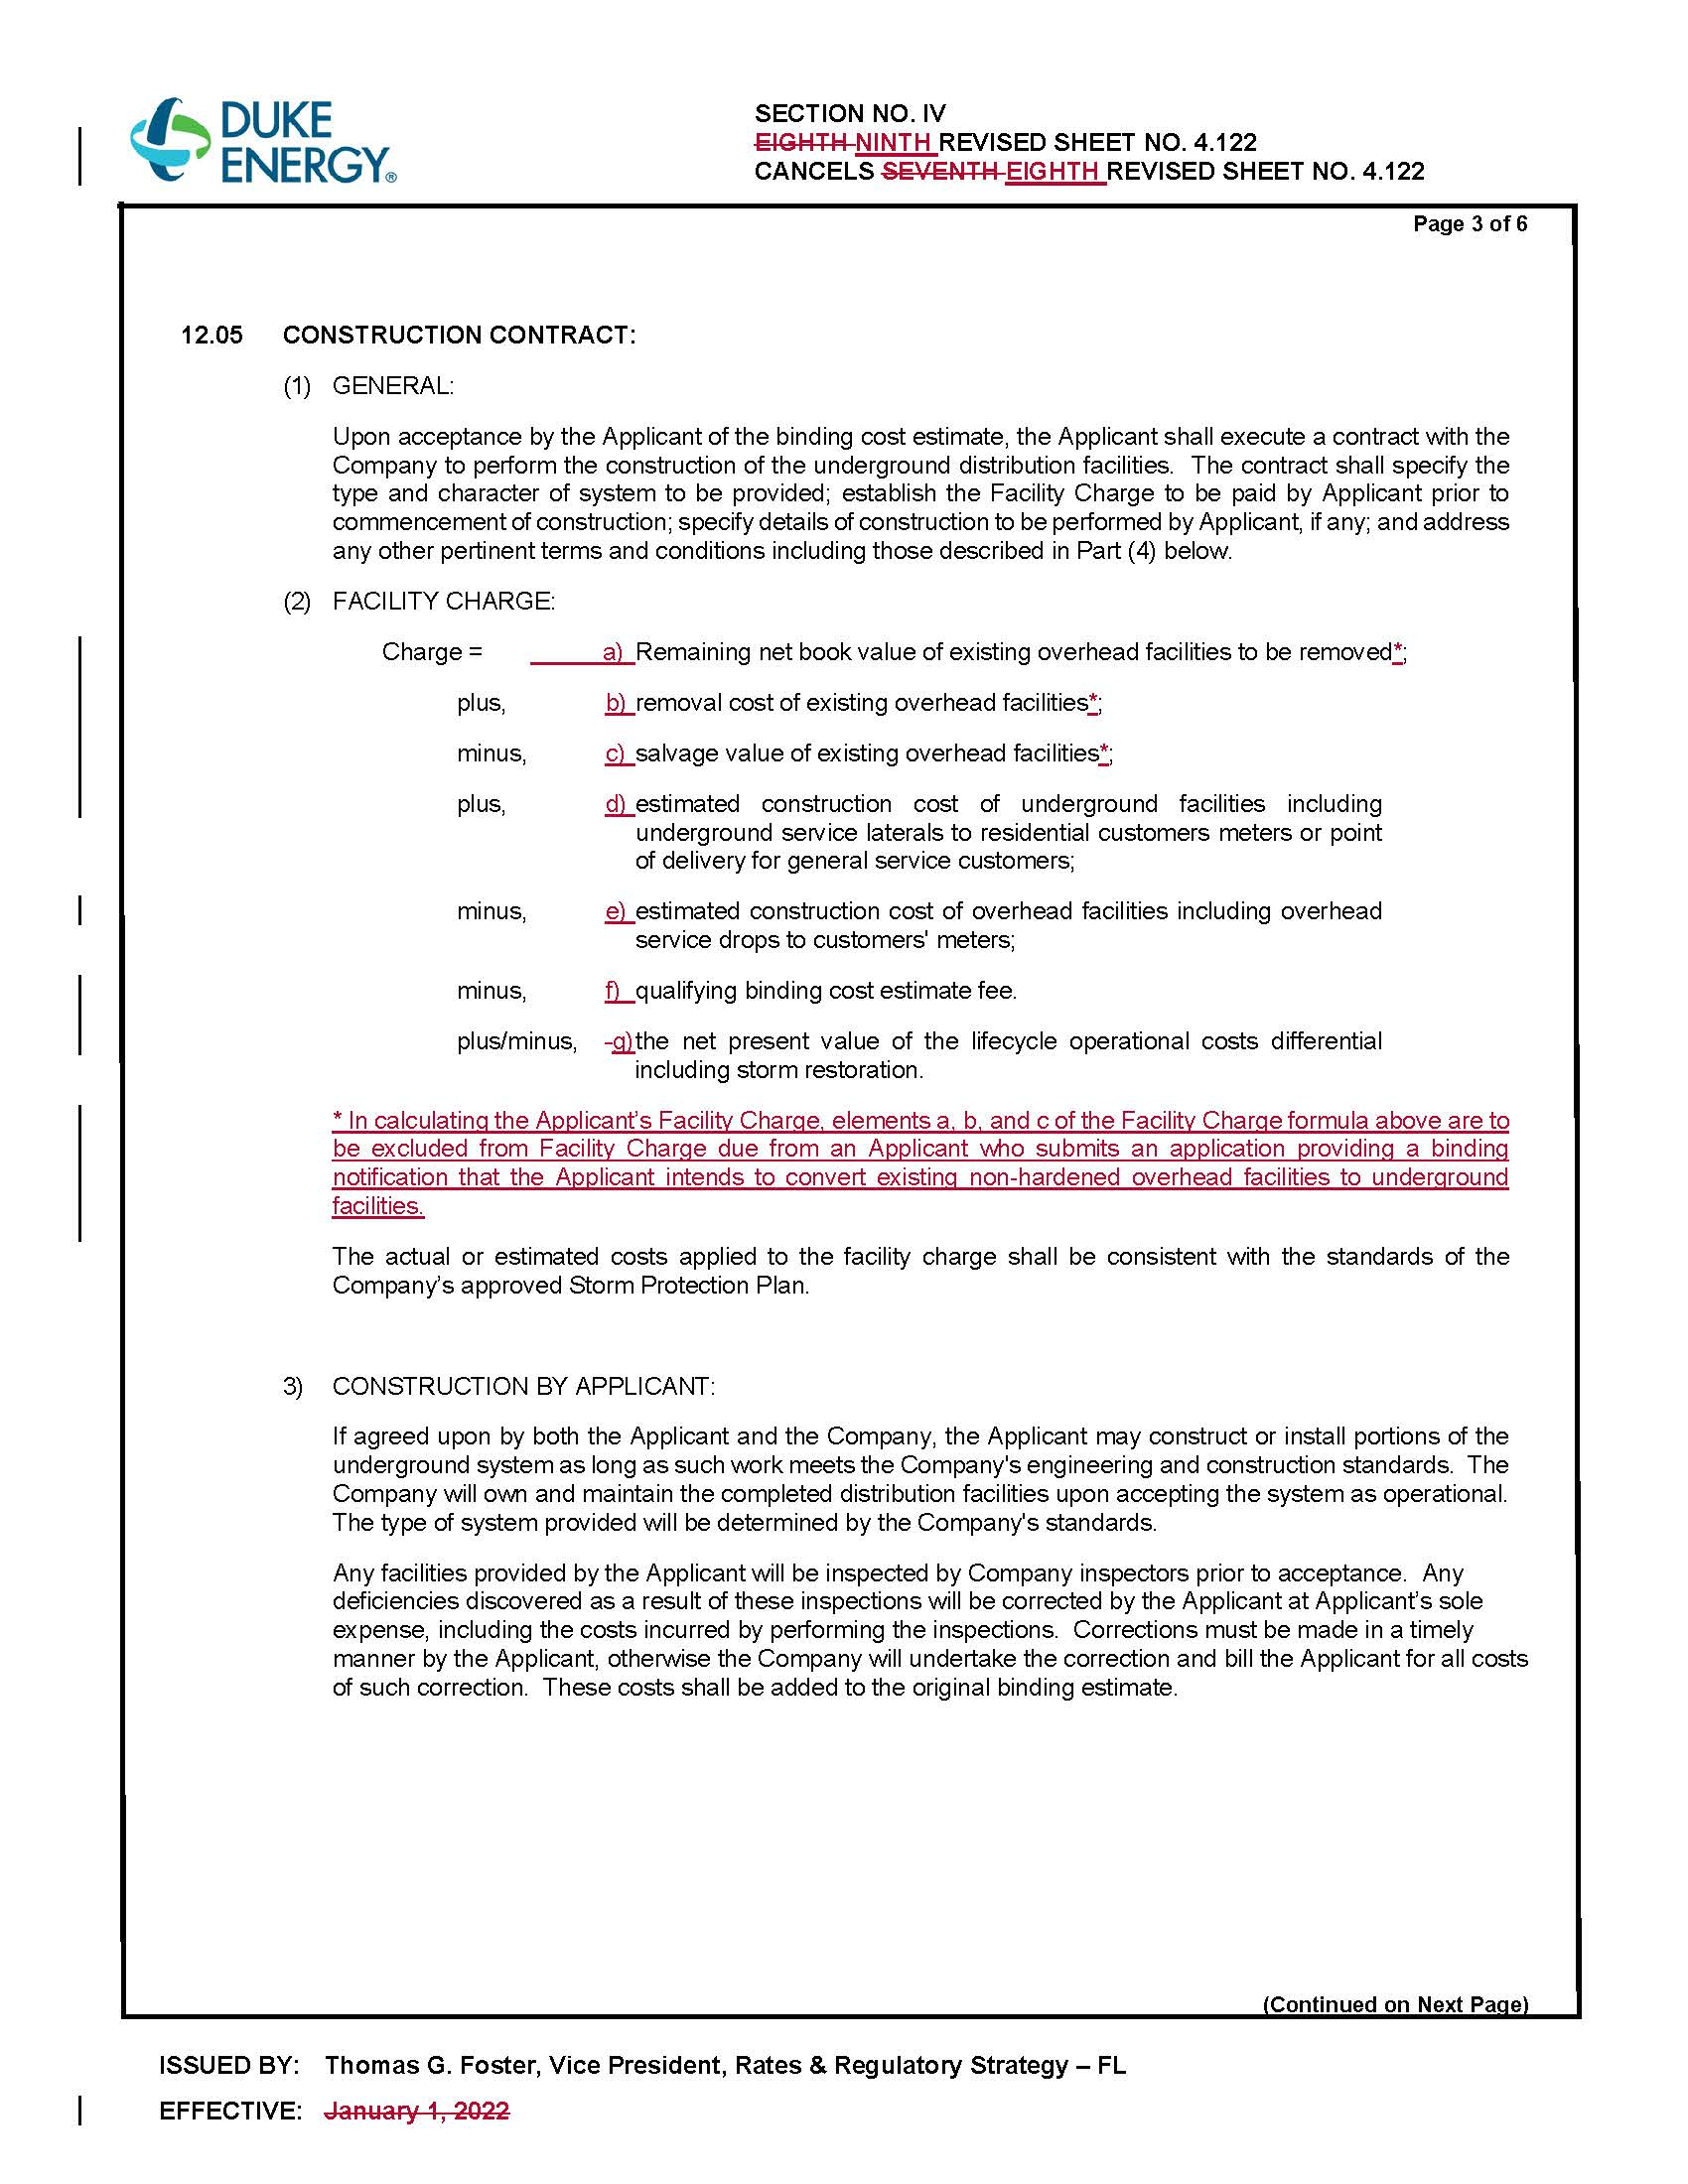 DUKE
ENERGY®
SECTION NO. IV
EIGHTH NINTH REVISED SHEET NO. 4.122
CANCELS SEVENTH EIGHTH REVISED SHEET NO. 4.122
Page 3 of 6
12.05 CONSTRUCTION CONTRACT:
(1) GENERAL:
Upon acceptance by the Applicant of the binding cost estimate, the Applicant shall execute a contract with the
Company to perform the construction of the underground distribution facilities. The contract shall specify the
type and character of system to be provided; establish the Facility Charge to be paid by Applicant prior to
commencement of construction; specify details of construction to be performed by Applicant, if any; and address
any other pertinent terms and conditions including those described in Part (4) below.
(2) FACILITY CHARGE:
Charge = a) Remaining net book value of existing overhead facilities to be removed*;
plus, b) removal cost of existing overhead facilities*;
minus, c) salvage value of existing overhead facilities*;
plus, d) estimated construction cost of underground facilities including
underground service laterals to residential customers meters or point
of delivery for general service customers;
minus, e) estimated construction cost of overhead facilities including overhead
service drops to customers' meters;
minus, f) qualifying binding cost estimate fee.
plus/minus, -g)the net present value of the lifecycle operational costs differential
including storm restoration.
* In calculating the Applicant's Facility Charge, elements a, b, and c of the Facility Charge formula above are to
be excluded from Facility Charge due from an Applicant who submits an application providing a binding
notification that the Applicant intends to convert existing non-hardened overhead facilities to underground
facilities.
The actual or estimated costs applied to the facility charge shall be consistent with the standards of the
Company's approved Storm Protection Plan.
3) CONSTRUCTION BY APPLICANT:
If agreed upon by both the Applicant and the Company, the Applicant may construct or install portions of the
underground system as long as such work meets the Company's engineering and construction standards. The
Company will own and maintain the completed distribution facilities upon accepting the system as operational.
The type of system provided will be determined by the Company's standards.
Any facilities provided by the Applicant will be inspected by Company inspectors prior to acceptance. Any
deficiencies discovered as a result of these inspections will be corrected by the Applicant at Applicant's sole
expense, including the costs incurred by performing the inspections. Corrections must be made in a timely
manner by the Applicant, otherwise the Company will undertake the correction and bill the Applicant for all costs
of such correction. These costs shall be added to the original binding estimate.
(Continued on Next Page)
ISSUED BY: Thomas G. Foster, Vice President, Rates & Regulatory Strategy – FL
EFFECTIVE: January 1, 2022